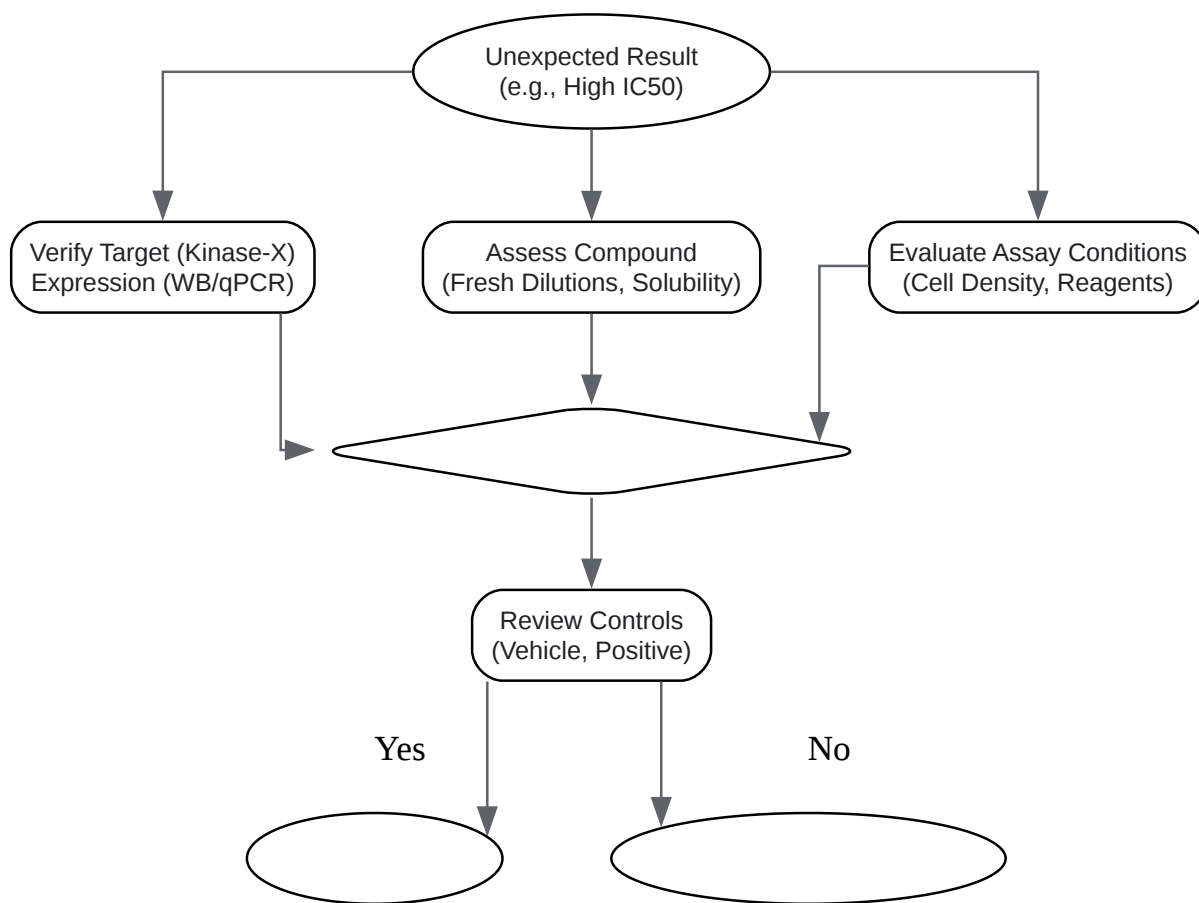 Unexpected Result
(e.g., High IC50)
Verify Target (Kinase-X)
Expression (WB/qPCR)
Assess Compound
(Fresh Dilutions, Solubility)
Evaluate Assay Conditions
(Cell Density, Reagents)
Review Controls
(Vehicle, Positive)
Yes
No